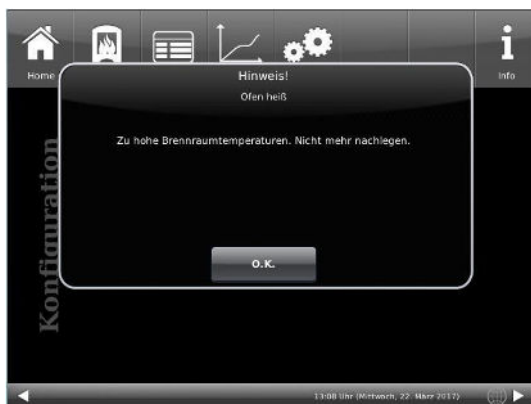 Home
Info
Hinweis!
Ofen heiß
Zu hohe Brennraumtemperaturen. Nicht mehr nachlegen.
O.K.
Konfiguration
13:08 Uhr (Mittwoch, 22. März 2017)